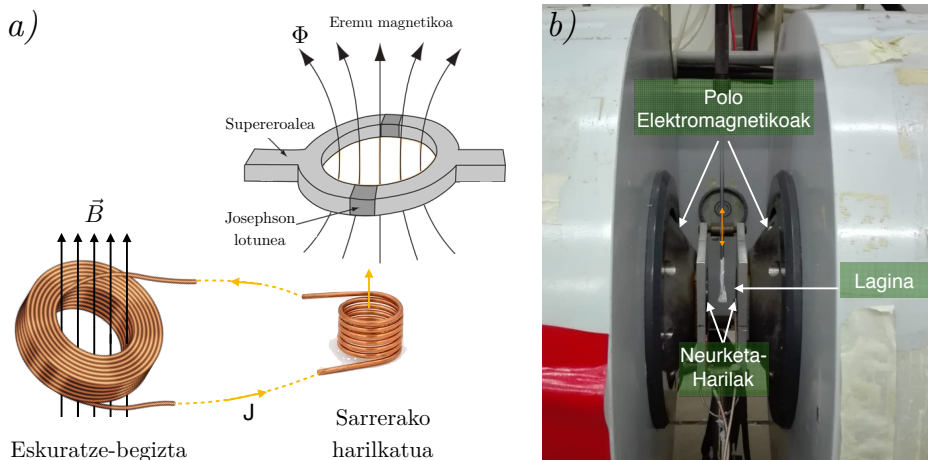 a)
Φ
Eremu magnetikoa
Supereroalea
Josephson
lotunea
B
J
Eskuratze-begizta
Sarrerako
harilkatua
b)
Polo
Elektromagnetikoak
Lagina
Neurketa-
Harilak